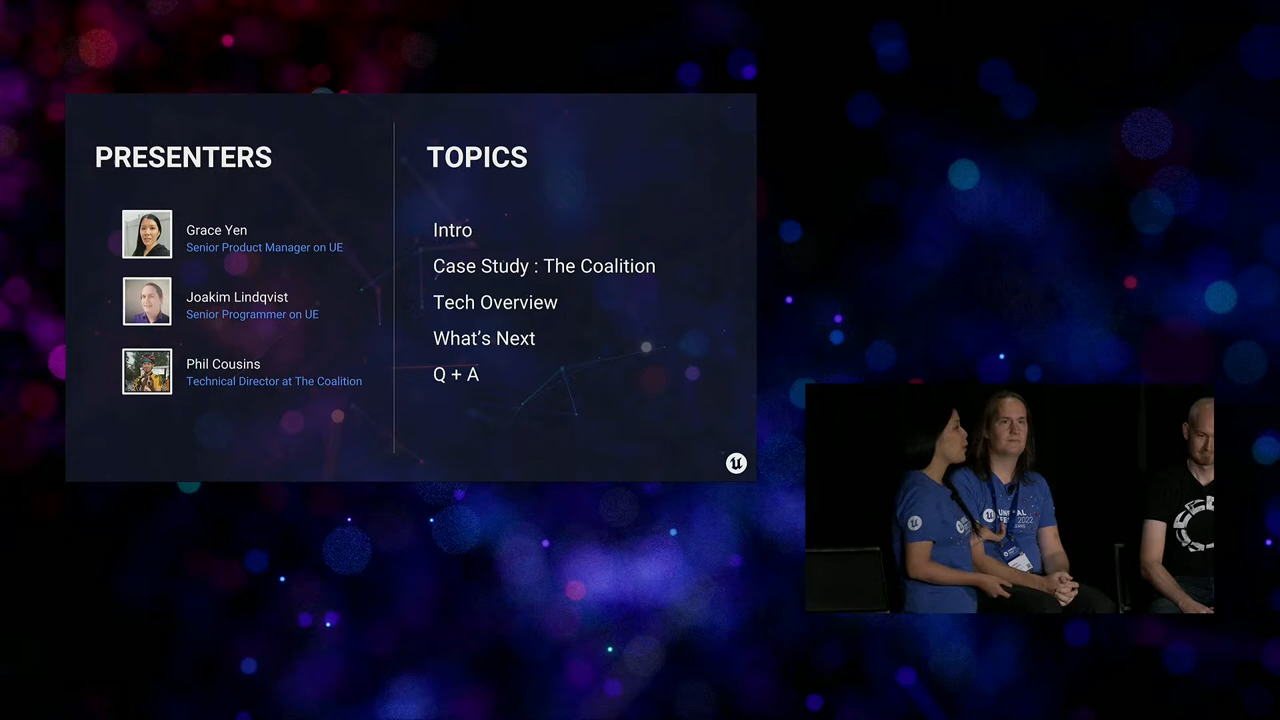 PRESENTERS
Grace Yen
Senior Product Manager on UE
Joakim Lindqvist
Senior Programmer on UE
Phil Cousins
Technical Director at The Coalition
TOPICS
Intro
Case Study : The Coalition
Tech Overview
What's Next
Q + A
2022